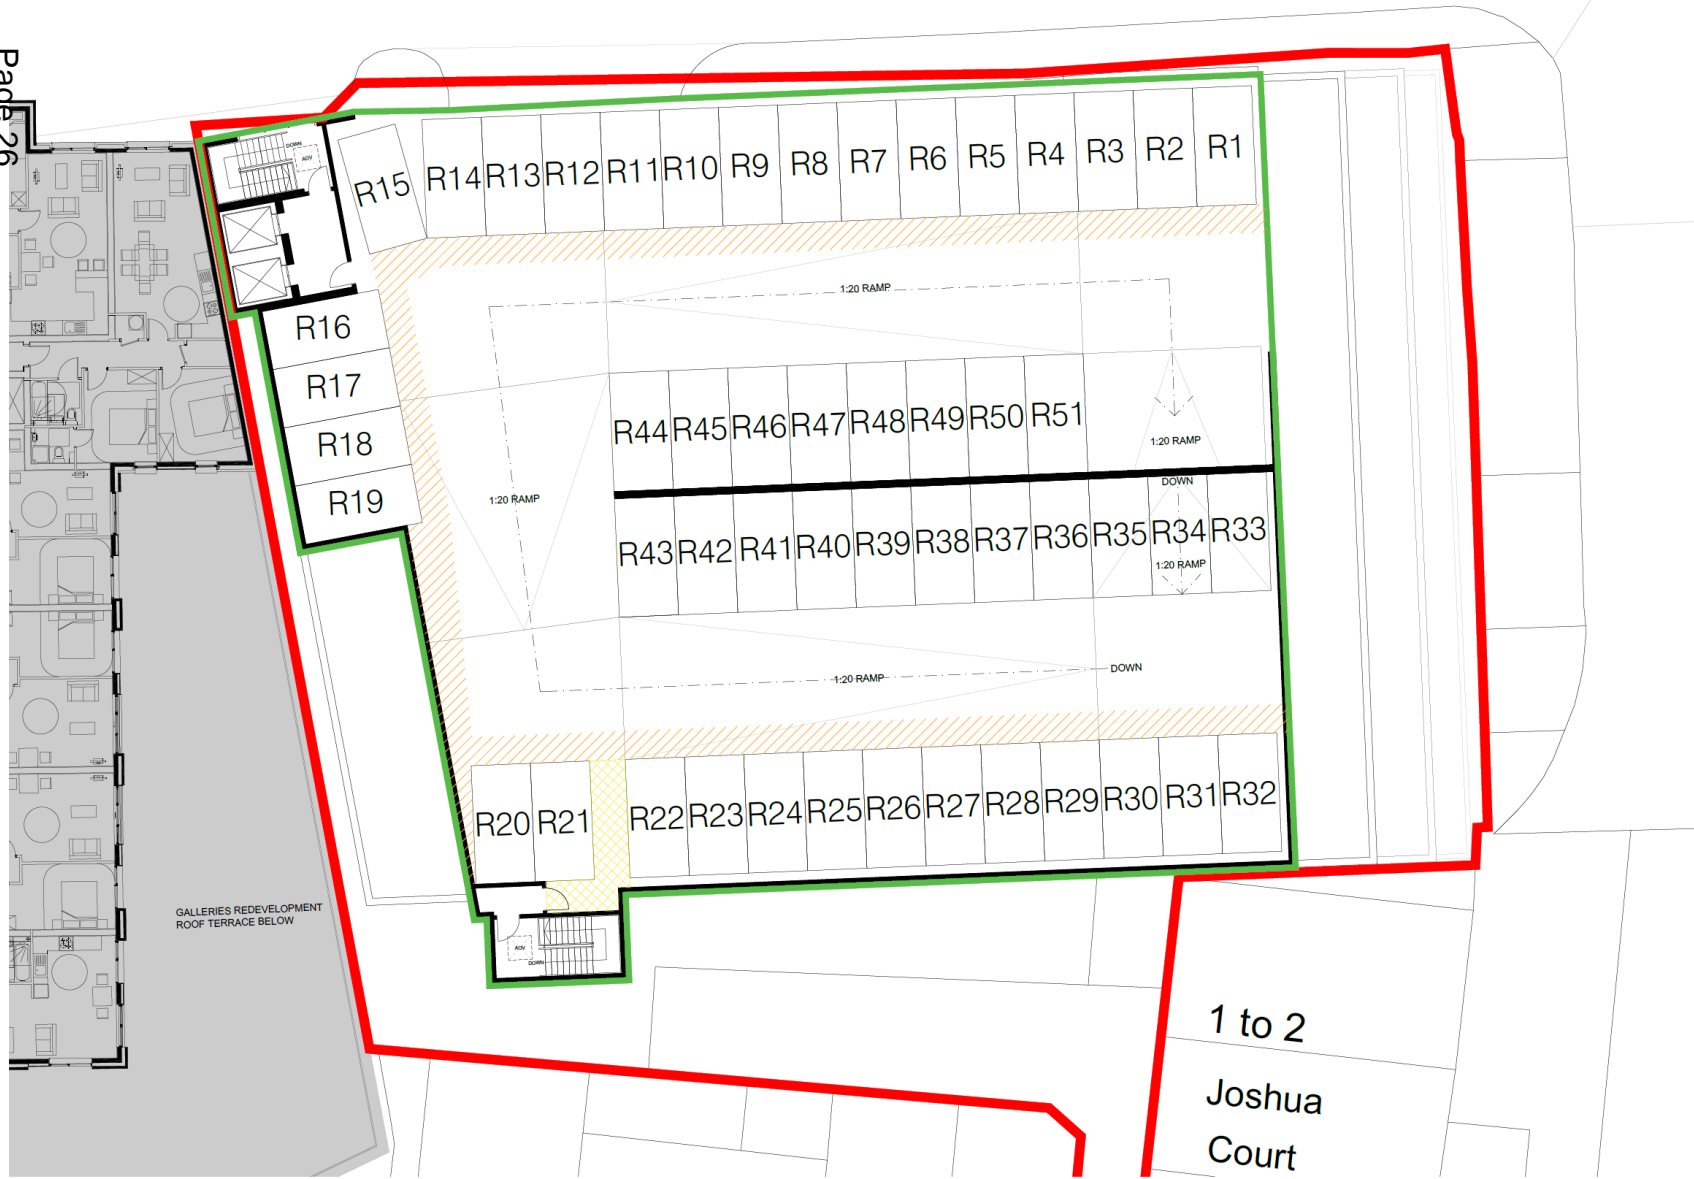 Page 26
DOWN
AOV
R15
R14
R13
R12
R11
R10
R9
R8
R7
R6
R5
R4
R3
R2
R1
1:20 RAMP
R16
R17
R18
R19
R44
R45
R46
R47
R48
R49
R50
R51
1:20 RAMP
1:20 RAMP
DOWN
R43
R42
R41
R40
R39
R38
R37
R36
R35
R34
R33
1:20 RAMP
1:20 RAMP
DOWN
R20
R21
R22
R23
R24
R25
R26
R27
R28
R29
R30
R31
R32
GALLERIES REDEVELOPMENT
ROOF TERRACE BELOW
AOV
DOWN
1 to 2
Joshua
Court